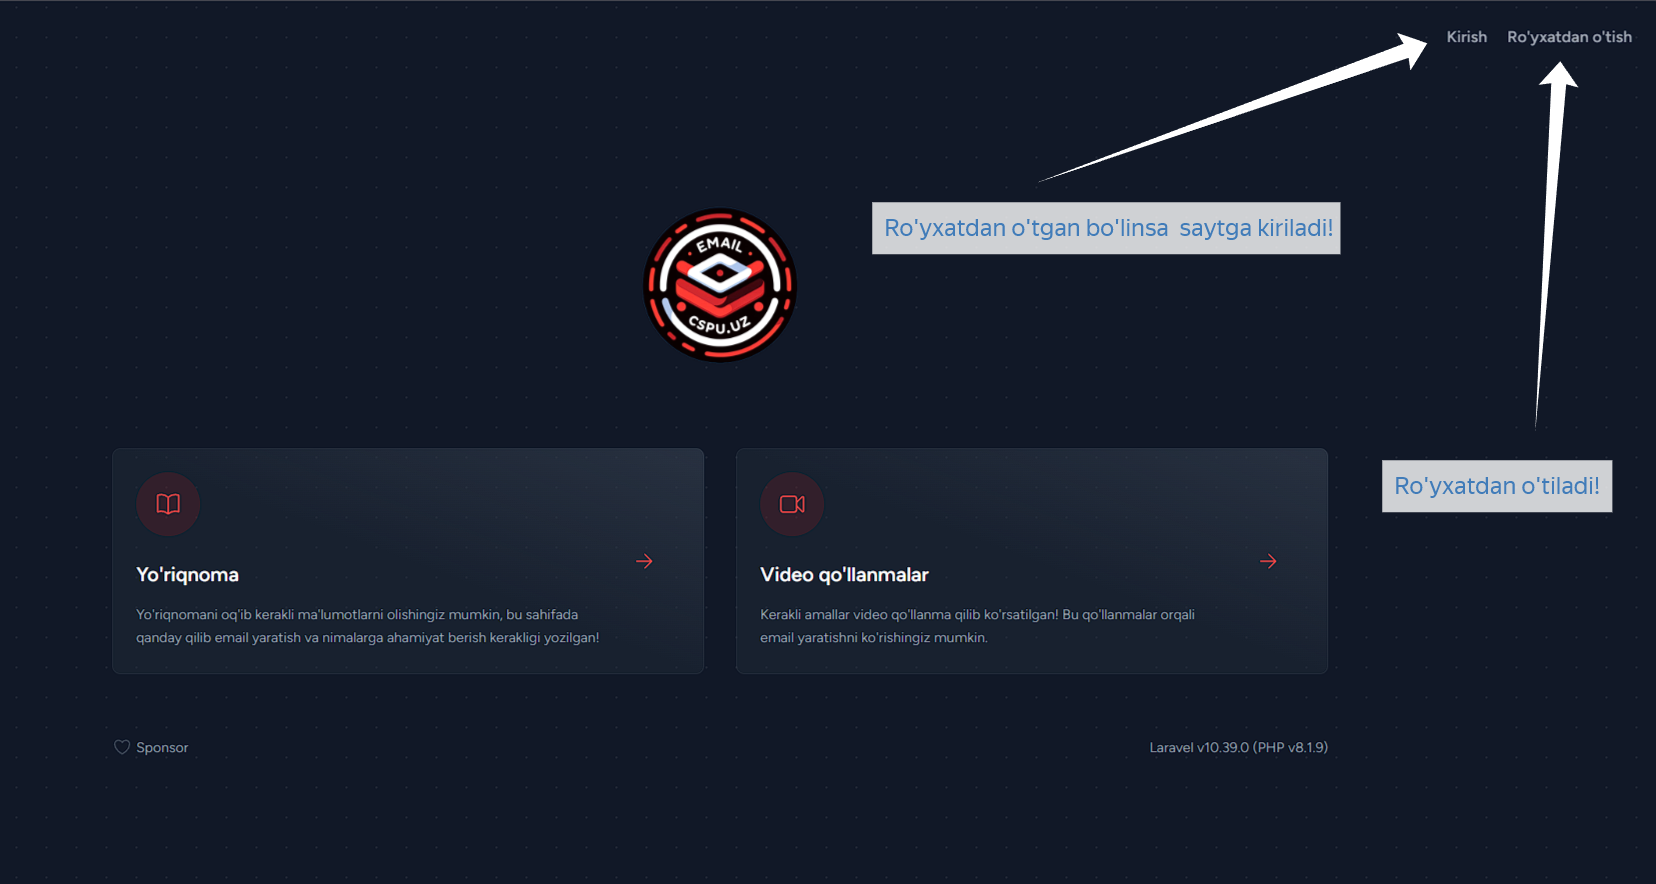 Kirish Ro'yxatdan o'tish
Ro'yxatdan o'tgan bo'linsa saytga kiriladi!
EMAIL
CSPU.UZ
Ro'yxatdan o'tiladi!
Yo'riqnoma
Yo'riqnomani oq'ib kerakli ma'lumotlarni olishingiz mumkin, bu sahifada
qanday qilib email yaratish va nimalarga ahamiyat berish kerakligi yozilgan!
Video qo'llanmalar
Kerakli amallar video qo'llanma qilib ko'rsatilgan! Bu qo'llanmalar orqali
email yaratishni ko'rishingiz mumkin.
Sponsor
Laravel v10.39.0 (PHP v8.1.9)